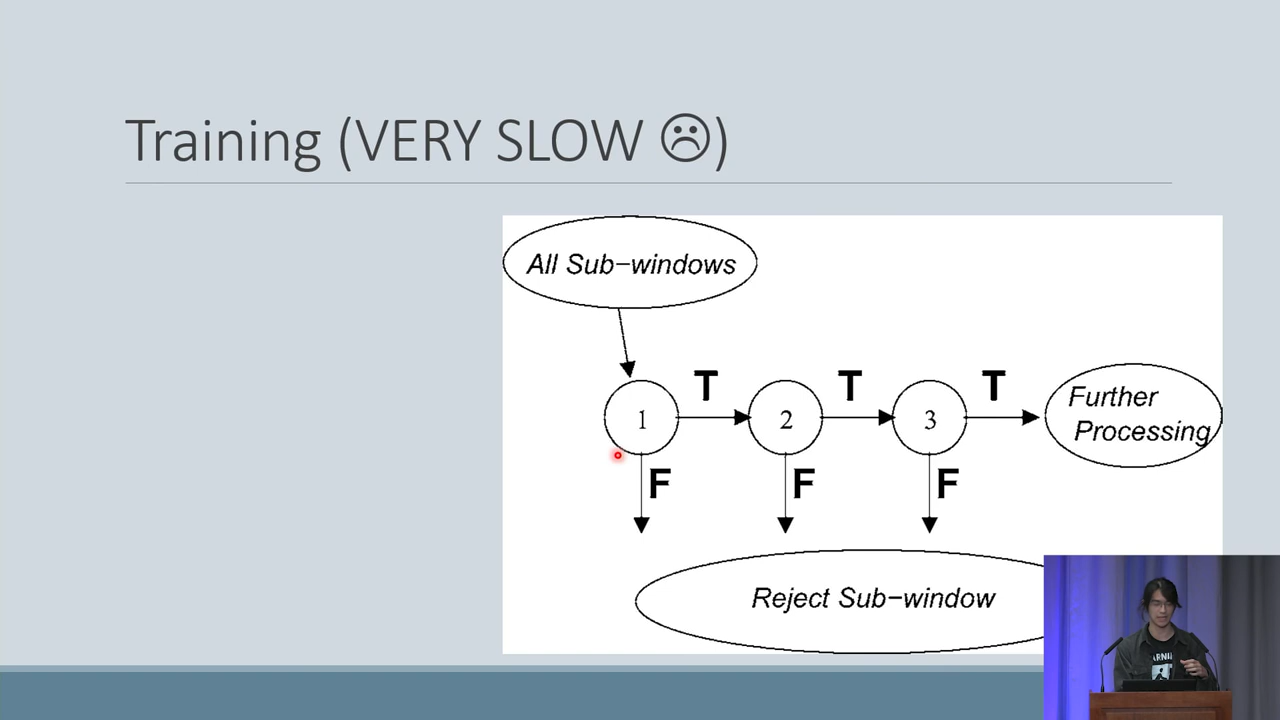 Training (VERY SLOW ☹)
All Sub-windows
T
T
T
1
2
3
Further
Processing
F
F
F
Reject Sub-window